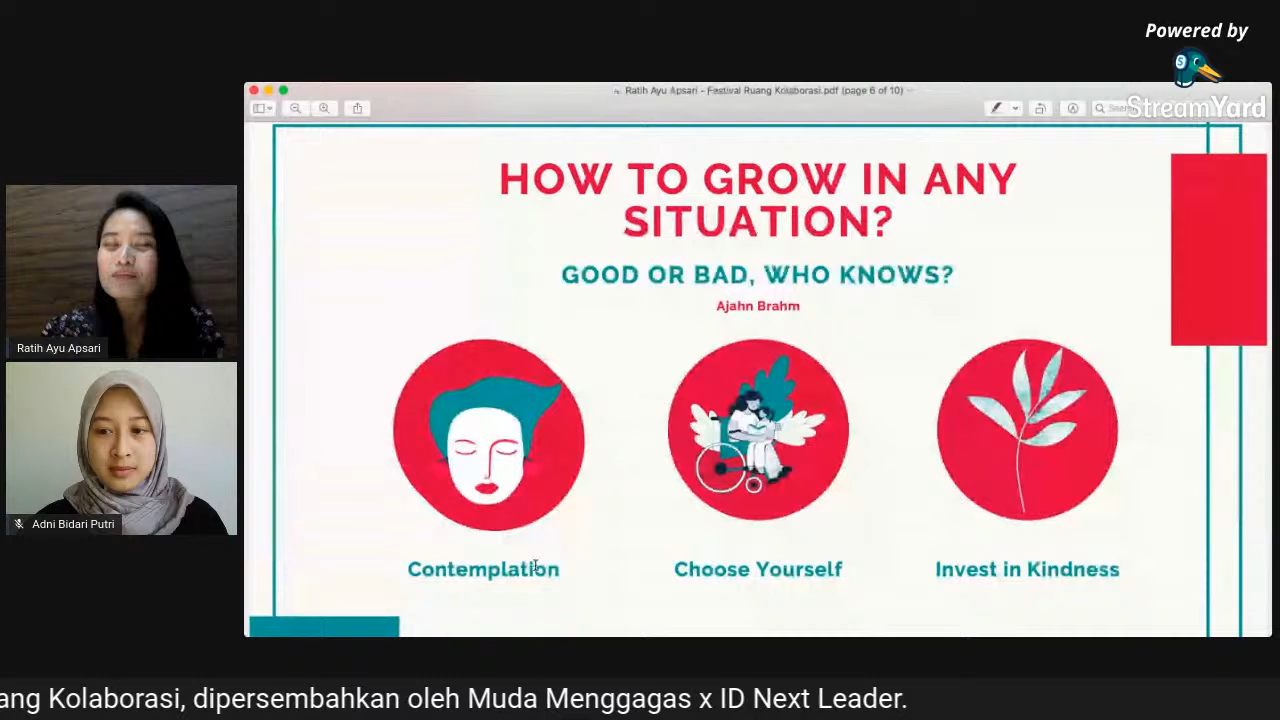 Powered by
StreamYard
Ratih Ayu Apsari - Festival Ruang Kolaborasi.pdf (page 6 of 10)
HOW TO GROW IN ANY
SITUATION?
GOOD OR BAD, WHO KNOWS?
Ajahn Brahm
Ratih Ayu Apsari
Adni Bidari Putri
Contemplation
Choose Yourself
Invest in Kindness
ang Kolaborasi, dipersembahkan oleh Muda Menggagas x ID Next Leader.